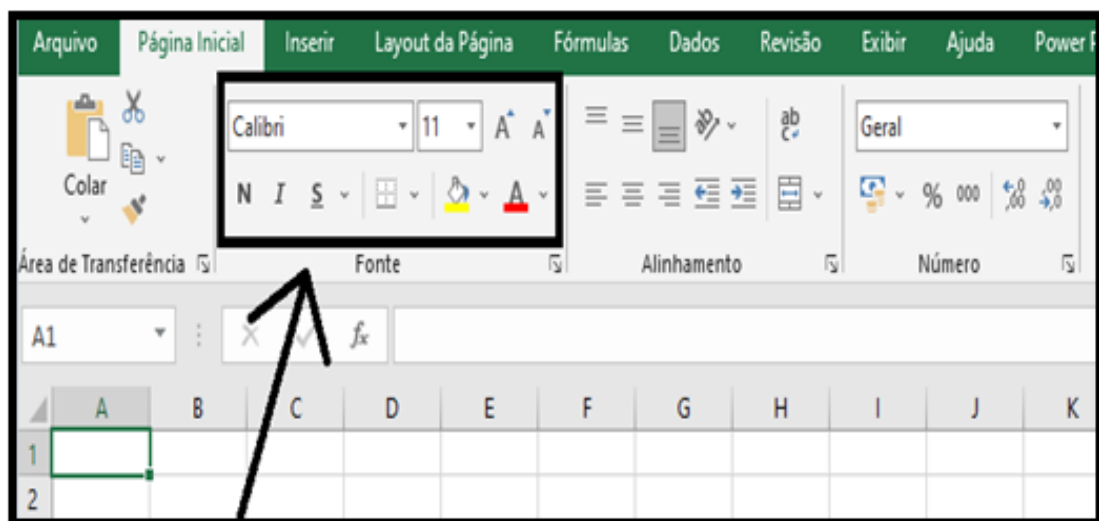 Arquivo Página Inicial Inserir Layout da Página Fórmulas Dados Revisão Exibir Ajuda Power
Calibri 11 A A ab Geral
Colar N I S A % 000
Área de Transferência Fonte Alinhamento Número
A1 fx
A B C D E F G H I J K
1
2